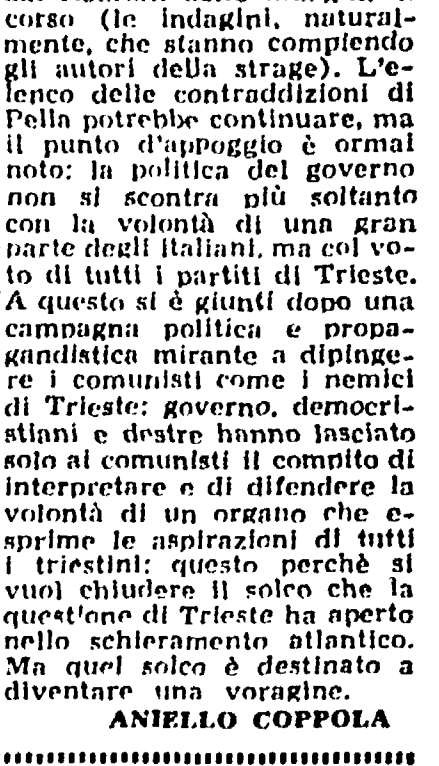 corso (le indagini, natural-
mente, che stanno compiendo
gli autori della strage). L'e-
lenco delle contraddizioni di
Pella potrebbe continuare, ma
il punto d'appoggio è ormai
noto: la politica del governo
non si scontra più soltanto
con la volontà di una gran
parte degli italiani, ma col vo-
to di tutti i partiti di Trieste.
A questo si è giunti dopo una
campagna politica e propa-
gandistica mirante a dipinge-
re i comunisti come i nemici
di Trieste: governo, democri-
stiani e destre hanno lasciato
solo ai comunisti il compito di
interpretare e di difendere la
volontà di un organo che e-
sprime le aspirazioni di tutti
i triestini: questo perchè si
vuol chiudere il solco che la
quest'one di Trieste ha aperto
nello schieramento atlantico.
Ma quel solco è destinato a
diventare una voragine.
ANIELLO COPPOLA